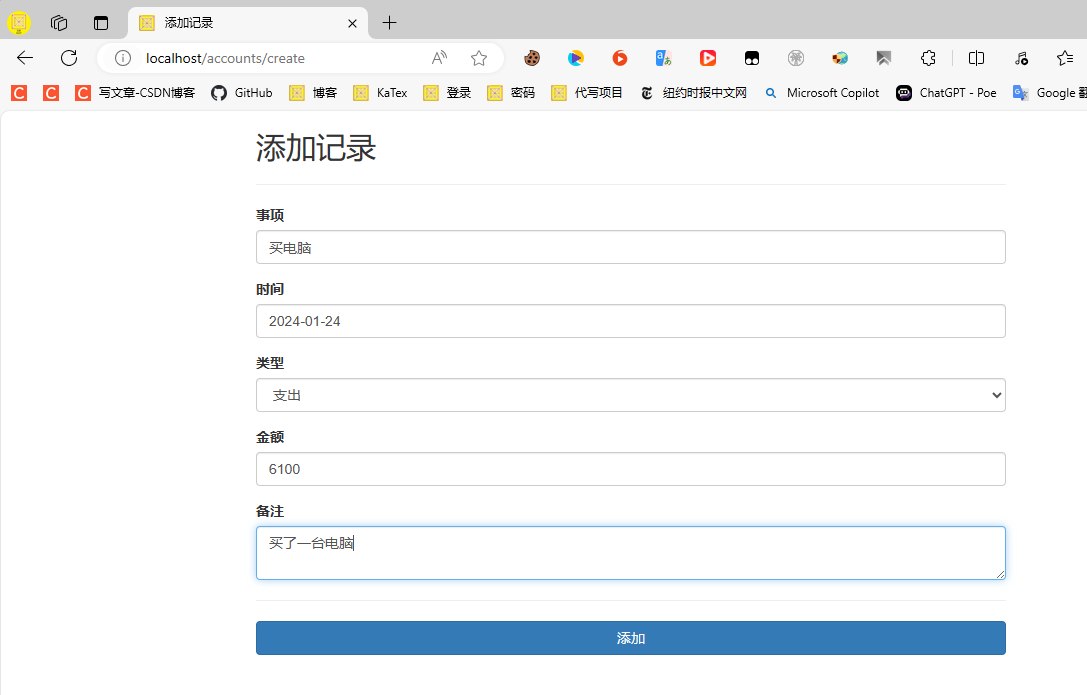 添加记录
localhost/accounts/create
写文章-CSDN博客 GitHub 博客 KaTex 登录 密码 代写项目 纽约时报中文网 Microsoft Copilot ChatGPT - Poe Google
添加记录
事项
买电脑
时间
2024-01-24
类型
支出
金额
6100
备注
买了一台电脑
添加